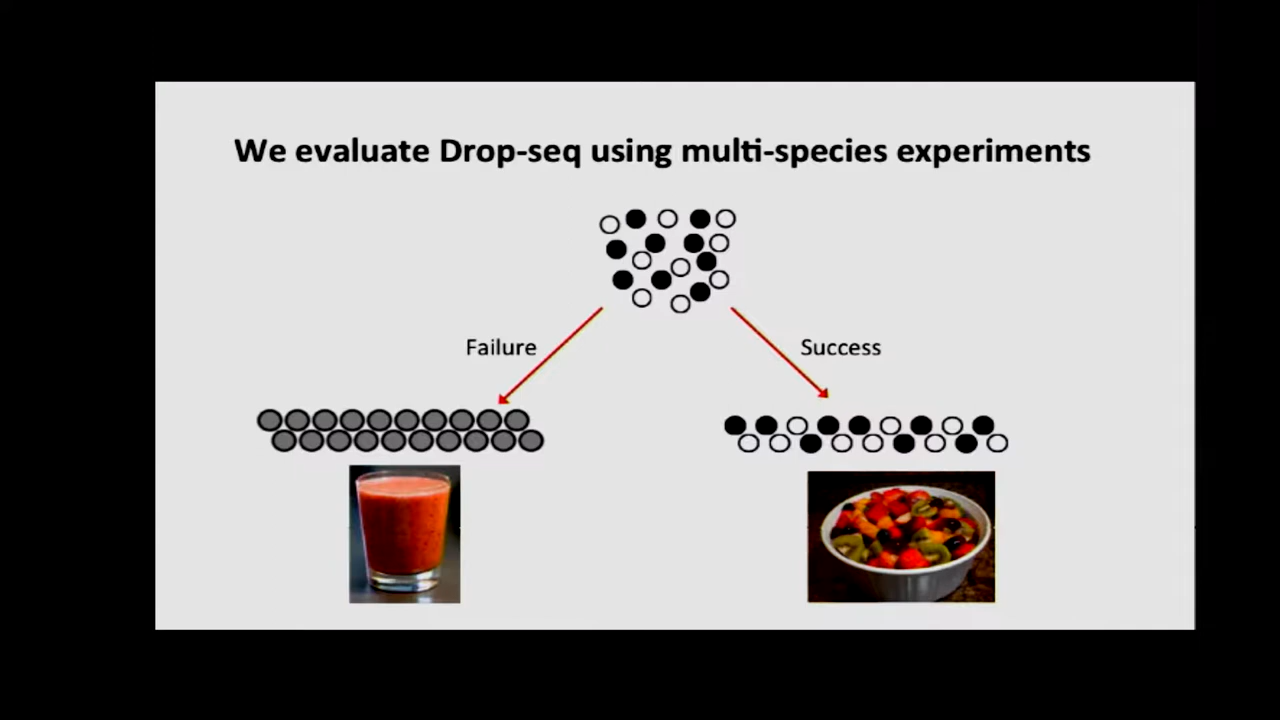 We evaluate Drop-seq using multi-species experiments
Failure
Success